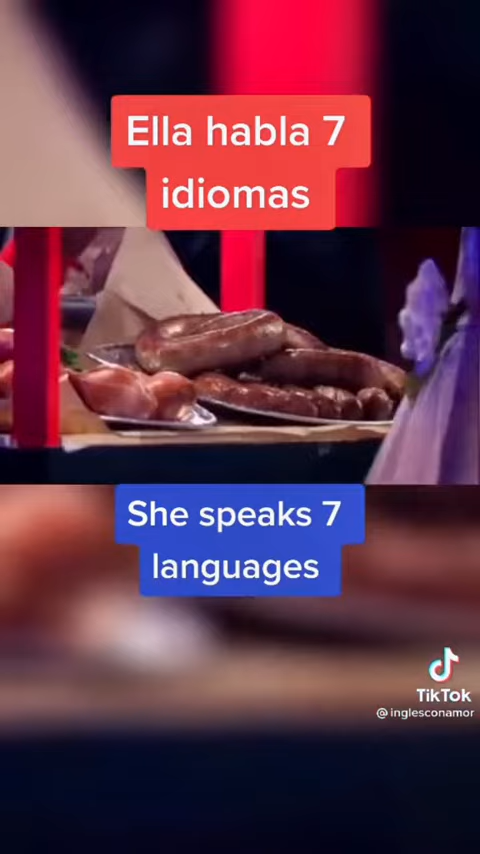 Ella habla 7
idiomas
She speaks 7
languages
TikTok
@inglesconamor